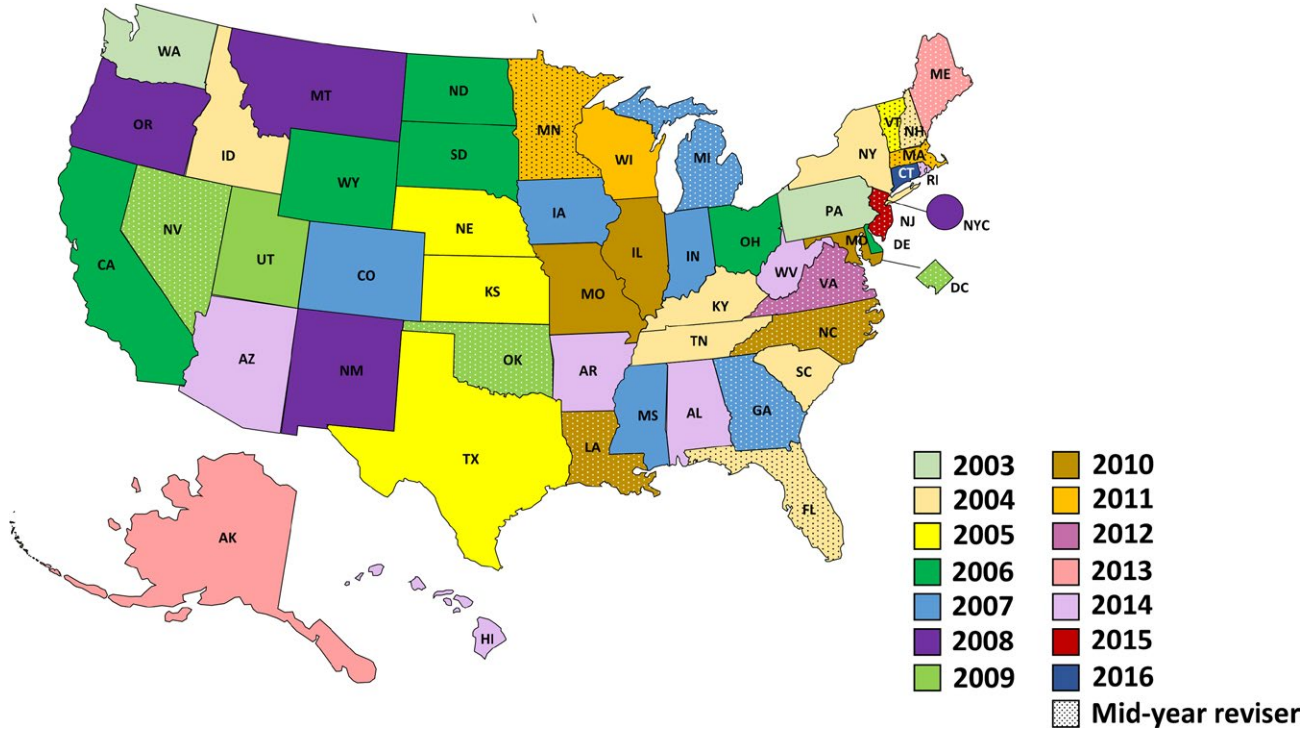 WA
ME
MT
ND
MN
VT
NH
OR
ID
SD
WI
MI
NY
MA
CT
RI
WY
IA
PA
NJ
NYC
NE
NV
OH
MD
DE
IL
IN
UT
CA
CO
WV
VA
DC
KS
MO
KY
NC
TN
AZ
OK
NM
AR
SC
MS
AL
GA
LA
TX
FL
AK
HI
2003
2004
2005
2006
2007
2008
2009
2010
2011
2012
2013
2014
2015
2016
Mid-year reviser